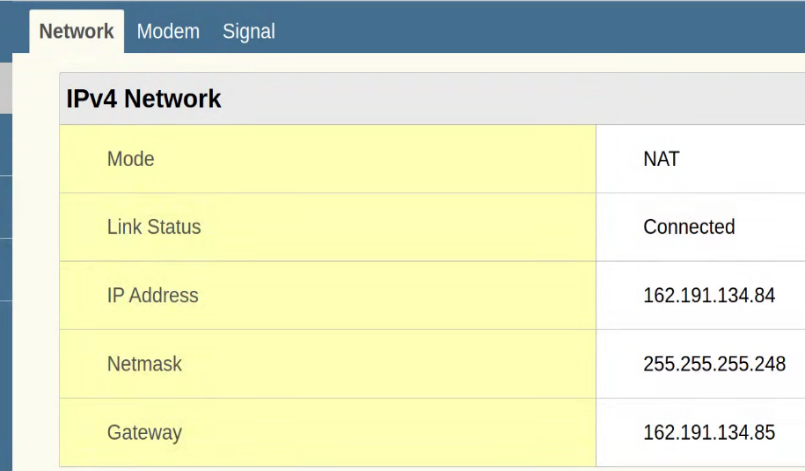 Network Modem Signal
IPv4 Network
Mode NAT
Link Status Connected
IP Address 162.191.134.84
Netmask 255.255.255.248
Gateway 162.191.134.85